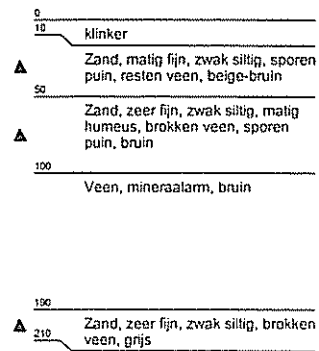 0
10
klinker
Zand, matig fijn, zwak siltig, sporen
puin, resten veen, beige-bruin
50
Zand, zeer fijn, zwak siltig, matig
humeus, brokken veen, sporen
puin, bruin
100
Veen, mineraalarm, bruin
190
Zand, zeer fijn, zwak siltig, brokken
veen, grijs
210